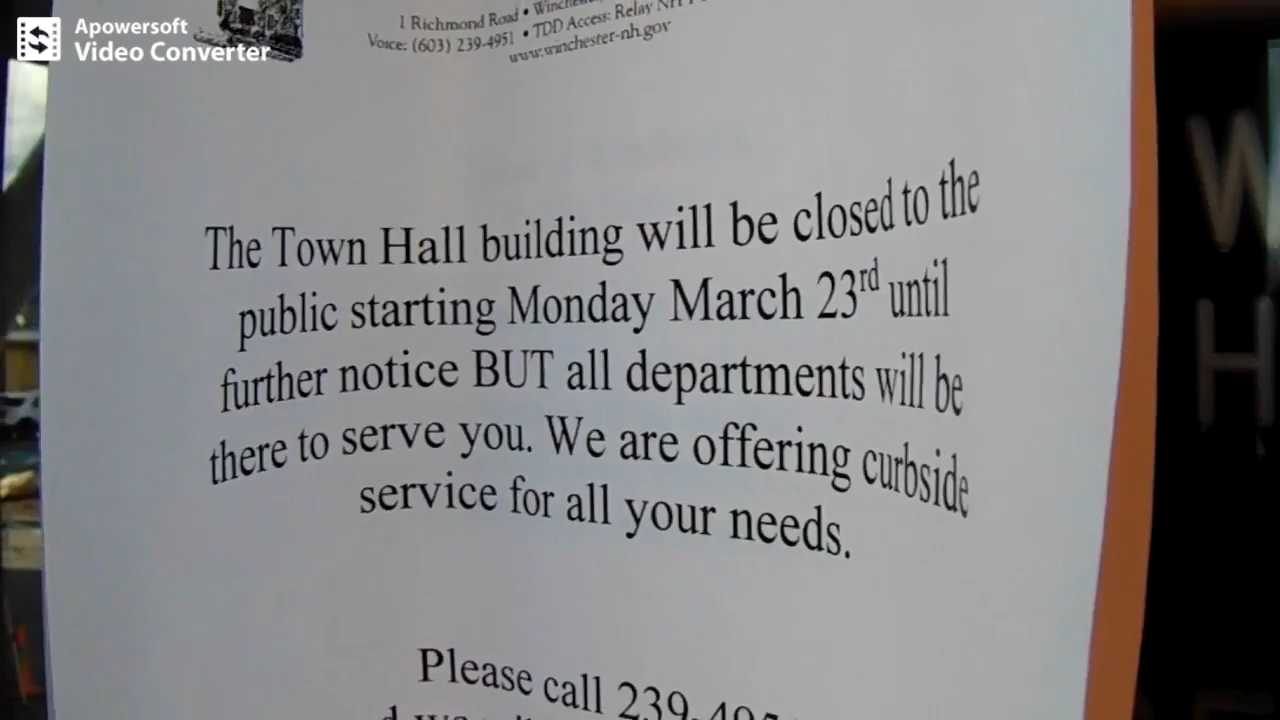 Apowersoft
Video Converter
1 Richmond Road •
Voice: (603) 239-4951 • TDD Access: Relay
www.winchester-nh.gov
The Town Hall building will be closed to the
public starting Monday March 23rd until
further notice BUT all departments will be
there to serve you. We are offering curbside
service for all your needs.
Please call
W
H